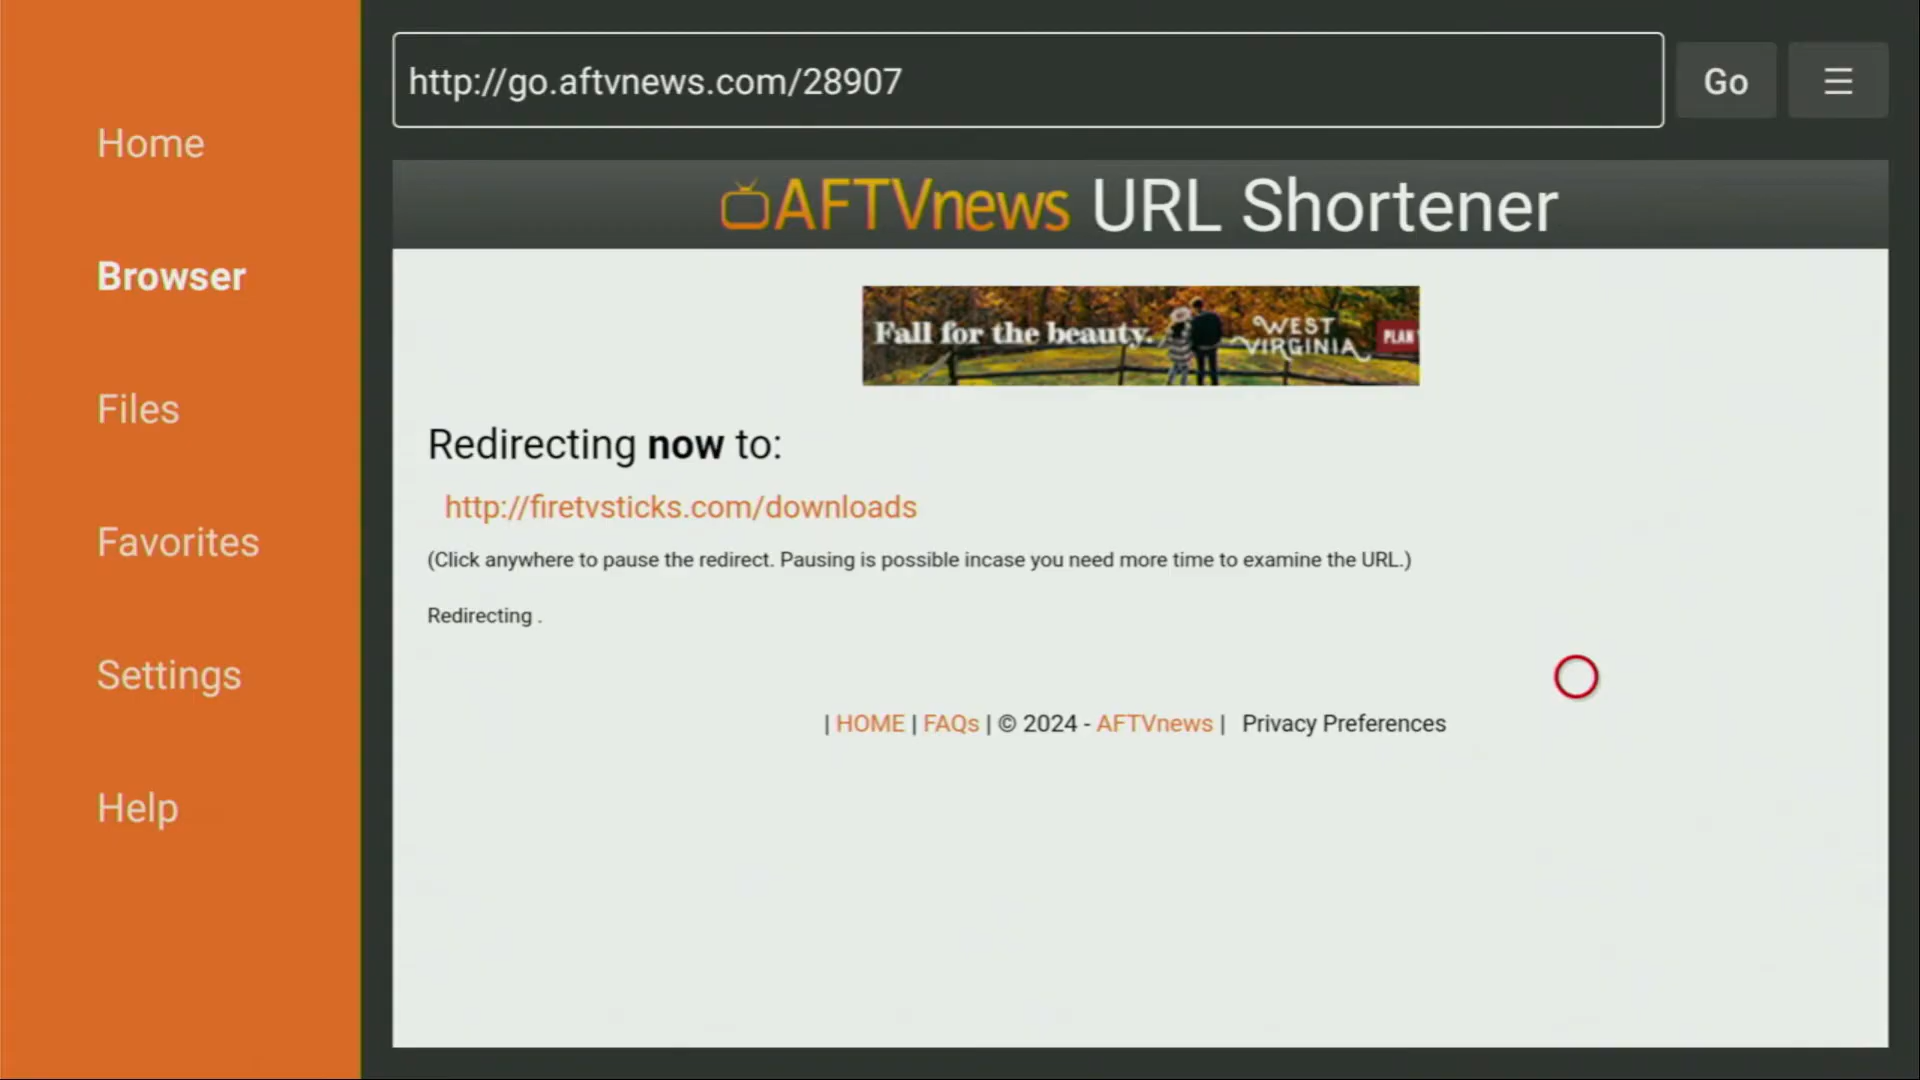 http://go.aftvnews.com/28907
Go
Home
Browser
Files
Favorites
Settings
Help
AFTVnews URL Shortener
Fall for the beauty.
WEST
VIRGINIA
PLAN
Redirecting now to:
http://firetvsticks.com/downloads
(Click anywhere to pause the redirect. Pausing is possible incase you need more time to examine the URL.)
Redirecting .
| HOME | FAQs | © 2024 - AFTVnews | Privacy Preferences